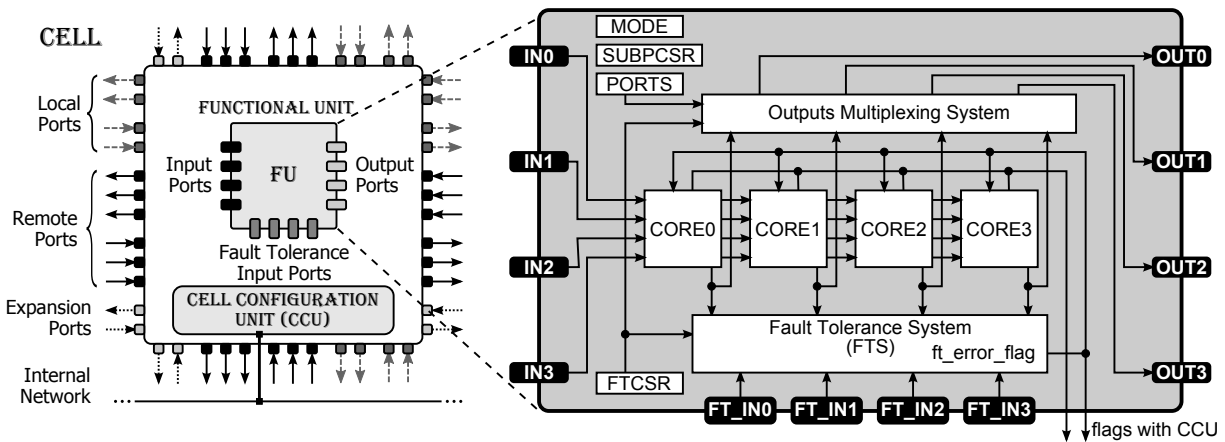 CELL
Local
Ports
Remote
Ports
Expansion
Ports
Internal
Network
FUNCTIONAL UNIT
Input
Ports
FU
Output
Ports
Fault Tolerance
Input Ports
CELL CONFIGURATION
UNIT (CCU)
MODE
SUBPCSR
PORTS
IN0
IN1
IN2
IN3
Outputs Multiplexing System
CORE0
CORE1
CORE2
CORE3
Fault Tolerance System
(FTS)
ft_error_flag
FTCSR
FT_IN0
FT_IN1
FT_IN2
FT_IN3
OUT0
OUT1
OUT2
OUT3
flags with CCU